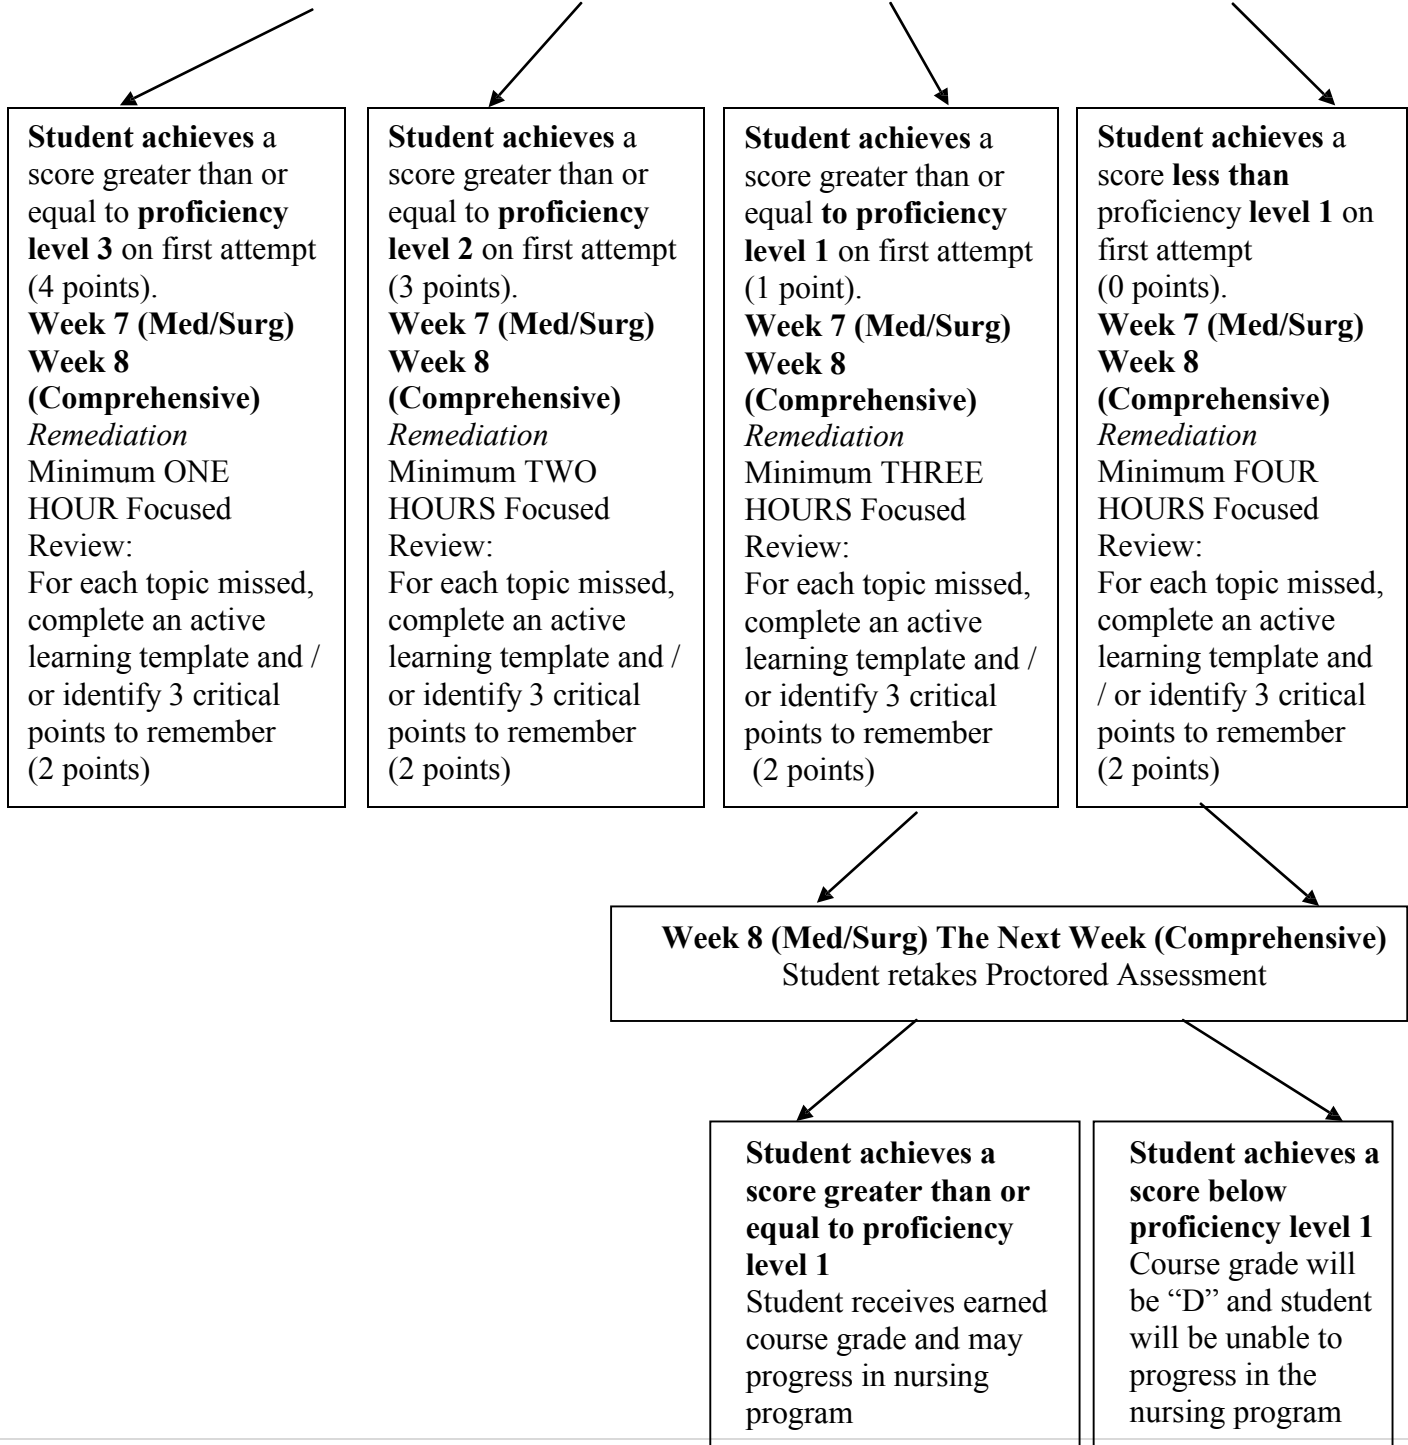 Student achieves a
score greater than or
equal to proficiency
level 3 on first attempt
(4 points).
Week 7 (Med/Surg)
Week 8
(Comprehensive)
Remediation
Minimum ONE
HOUR Focused
Review:
For each topic missed,
complete an active
learning template and /
or identify 3 critical
points to remember
(2 points)
Student achieves a
score greater than or
equal to proficiency
level 2 on first attempt
(3 points).
Week 7 (Med/Surg)
Week 8
(Comprehensive)
Remediation
Minimum TWO
HOURS Focused
Review:
For each topic missed,
complete an active
learning template and /
or identify 3 critical
points to remember
(2 points)
Student achieves a
score greater than or
equal to proficiency
level 1 on first attempt
(1 point).
Week 7 (Med/Surg)
Week 8
(Comprehensive)
Remediation
Minimum THREE
HOURS Focused
Review:
For each topic missed,
complete an active
learning template and /
or identify 3 critical
points to remember
(2 points)
Student achieves a
score less than
proficiency level 1 on
first attempt
(0 points).
Week 7 (Med/Surg)
Week 8
(Comprehensive)
Remediation
Minimum FOUR
HOURS Focused
Review:
For each topic missed,
complete an active
learning template and
/ or identify 3 critical
points to remember
(2 points)
Week 8 (Med/Surg) The Next Week (Comprehensive)
Student retakes Proctored Assessment
Student achieves a
score greater than or
equal to proficiency
level 1
Student receives earned
course grade and may
progress in nursing
program
Student achieves a
score below
proficiency level 1
Course grade will
be “D” and student
will be unable to
progress in the
nursing program